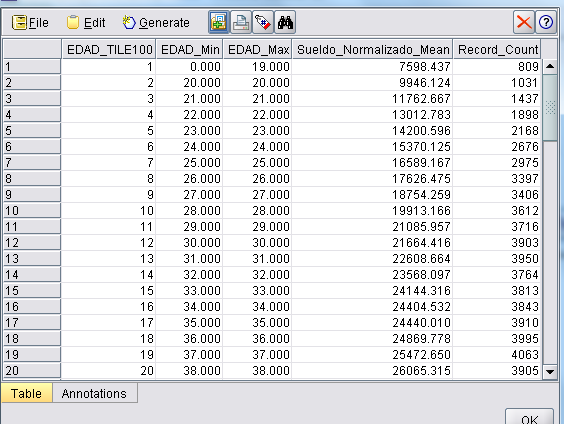 File Edit Generate
EDAD_TILE100 EDAD_Min EDAD_Max Sueldo_Normalizado_Mean Record_Count
1 1 0.000 19.000 7598.437 809
2 2 20.000 20.000 9946.124 1031
3 3 21.000 21.000 11762.667 1437
4 4 22.000 22.000 13012.783 1898
5 5 23.000 23.000 14200.596 2168
6 6 24.000 24.000 15370.125 2676
7 7 25.000 25.000 16589.167 2975
8 8 26.000 26.000 17626.475 3397
9 9 27.000 27.000 18754.259 3406
10 10 28.000 28.000 19913.166 3612
11 11 29.000 29.000 21085.957 3716
12 12 30.000 30.000 21664.416 3903
13 13 31.000 31.000 22608.664 3950
14 14 32.000 32.000 23568.097 3764
15 15 33.000 33.000 24144.316 3813
16 16 34.000 34.000 24404.532 3843
17 17 35.000 35.000 24440.010 3910
18 18 36.000 36.000 24869.778 3995
19 19 37.000 37.000 25472.650 4063
20 20 38.000 38.000 26065.315 3905
Table Annotations
OK